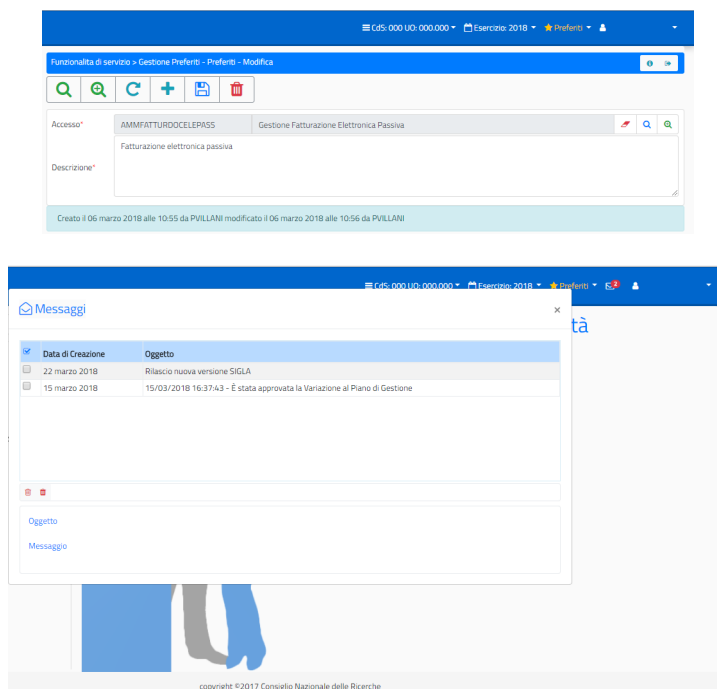 CdS: 000 UO: 000.000 Esercizio: 2018 Preferiti
Funzionalita di servizio > Gestione Preferiti - Preferiti - Modifica
Accesso* AMMFATTURDOCELEPASS Gestione Fatturazione Elettronica Passiva
Fatturazione elettronica passiva
Descrizione*
Creato il 06 marzo 2018 alle 10:55 da PVILLANI modificato il 06 marzo 2018 alle 10:56 da PVILLANI
CdS: 000 UO: 000.000 Esercizio: 2018 Preferiti 2
Messaggi ×
tà
Data di Creazione Oggetto
22 marzo 2018 Rilascio nuova versione SIGLA
15 marzo 2018 15/03/2018 16:37:43 - È stata approvata la Variazione al Piano di Gestione
Oggetto
Messaggio
copyright ©2017 Consiglio Nazionale delle Ricerche